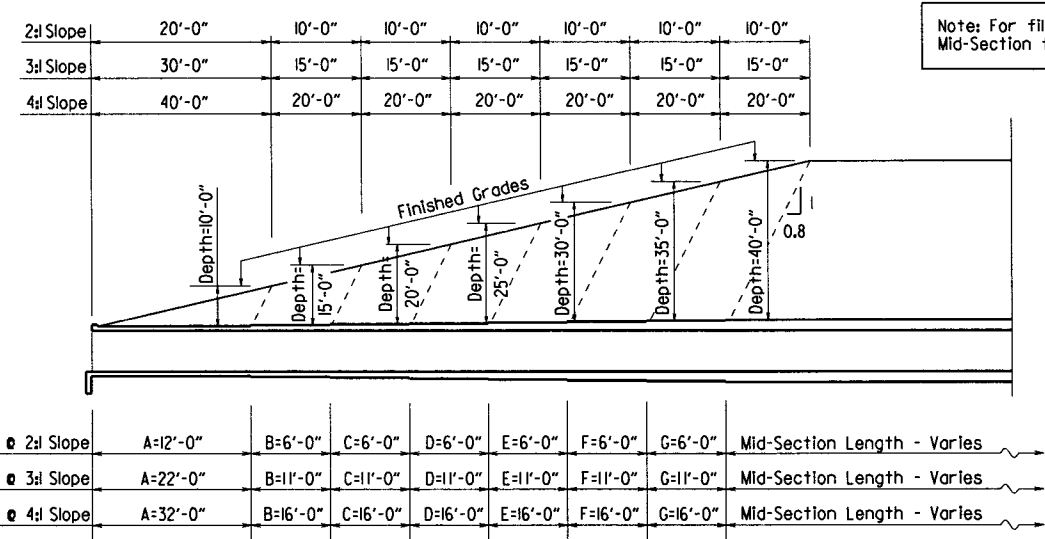 Note: For fil
Mid-Section
2:1 Slope 20'-0" 10'-0" 10'-0" 10'-0" 10'-0" 10'-0" 10'-0"
3:1 Slope 30'-0" 15'-0" 15'-0" 15'-0" 15'-0" 15'-0" 15'-0"
4:1 Slope 40'-0" 20'-0" 20'-0" 20'-0" 20'-0" 20'-0" 20'-0"
Finished Grades
Depth=10'-0"
Depth=
15'-0"
Depth=
20'-0"
Depth=
25'-0"
Depth=30'-0"
Depth=35'-0"
Depth=40'-0"
1
0.8
@ 2:1 Slope A=12'-0" B=6'-0" C=6'-0" D=6'-0" E=6'-0" F=6'-0" G=6'-0" Mid-Section Length - Varies
@ 3:1 Slope A=22'-0" B=11'-0" C=11'-0" D=11'-0" E=11'-0" F=11'-0" G=11'-0" Mid-Section Length - Varies
@ 4:1 Slope A=32'-0" B=16'-0" C=16'-0" D=16'-0" E=16'-0" F=16'-0" G=16'-0" Mid-Section Length - Varies